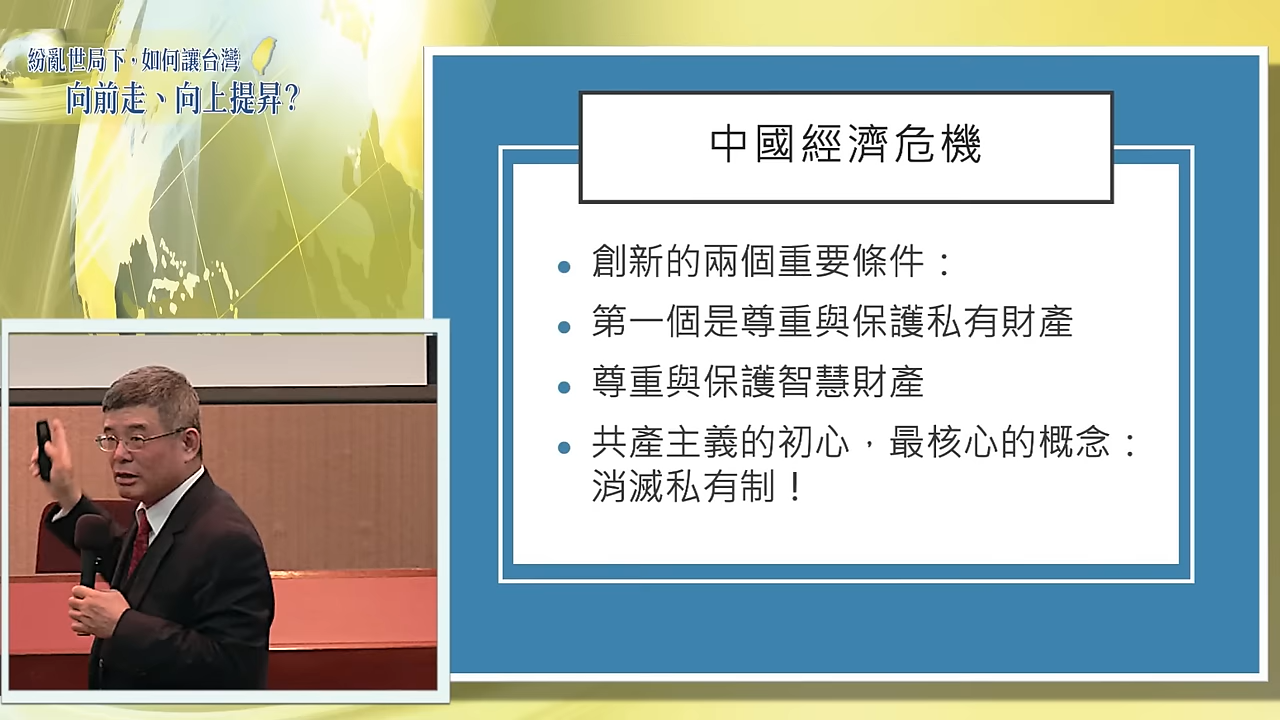 紛亂世局下，如何讓台灣
向前走、向上提昇？
中國經濟危機
創新的兩個重要條件：
第一個是尊重與保護私有財產
尊重與保護智慧財產
共產主義的初心，最核心的概念：
消滅私有制！